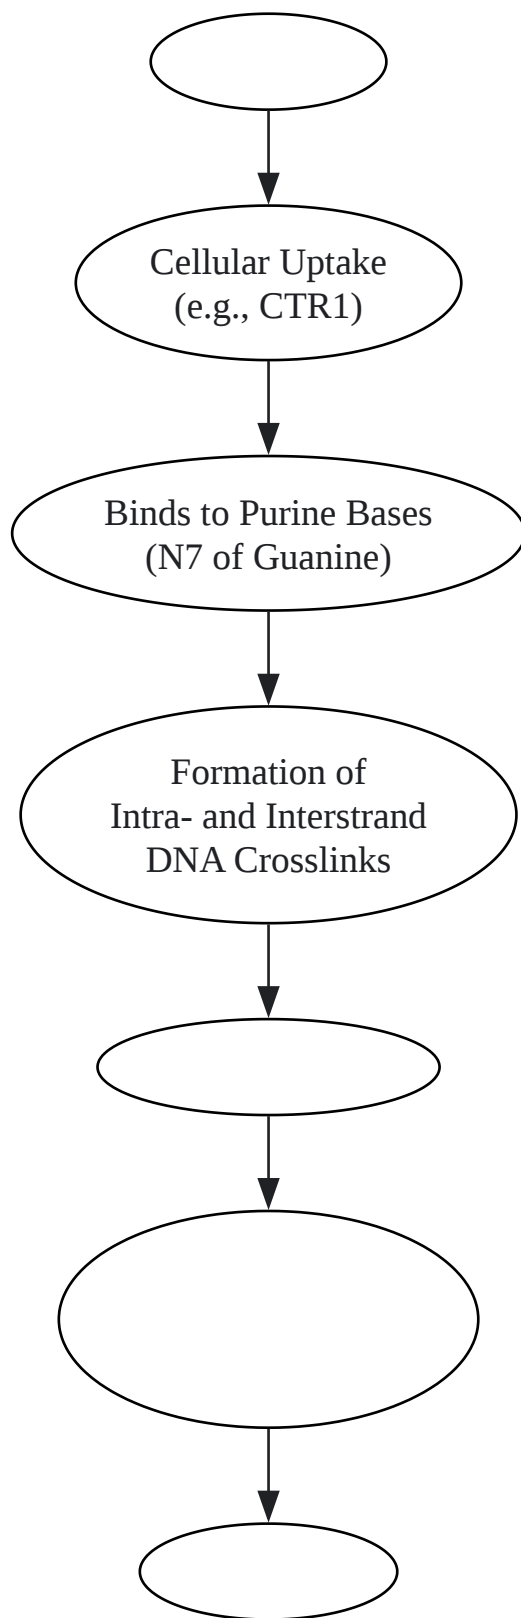 Cellular Uptake
(e.g., CTR1)
Binds to Purine Bases
(N7 of Guanine)
Formation of
Intra- and Interstrand
DNA Crosslinks